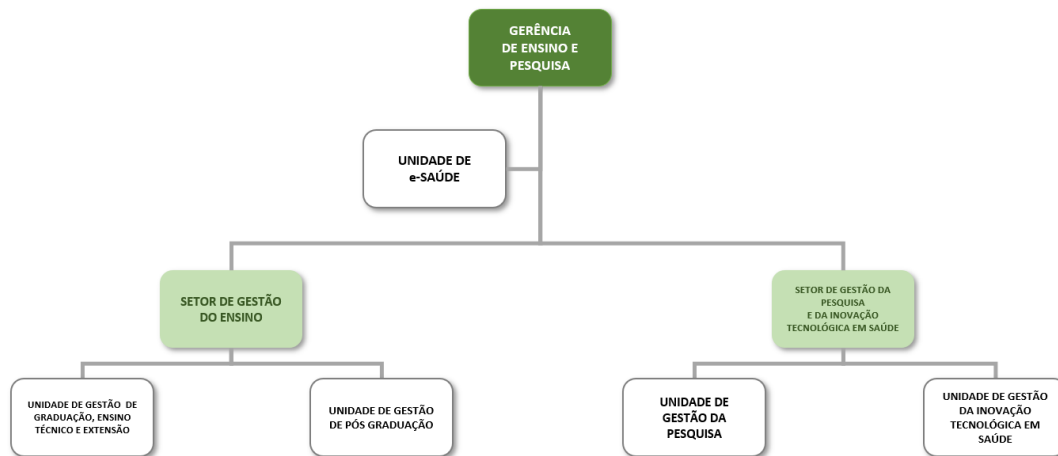 GERÊNCIA
DE ENSINO E
PESQUISA
UNIDADE DE
e-SAÚDE
SETOR DE GESTÃO
DO ENSINO
SETOR DE GESTÃO DA
PESQUISA
E DA INOVAÇÃO
TECNOLÓGICA EM SAÚDE
UNIDADE DE GESTÃO DE
GRADUAÇÃO, ENSINO
TÉCNICO E EXTENSÃO
UNIDADE DE GESTÃO
DE PÓS GRADUAÇÃO
UNIDADE DE
GESTÃO DA
PESQUISA
UNIDADE DE GESTÃO
DA INOVAÇÃO
TECNOLÓGICA EM
SAÚDE